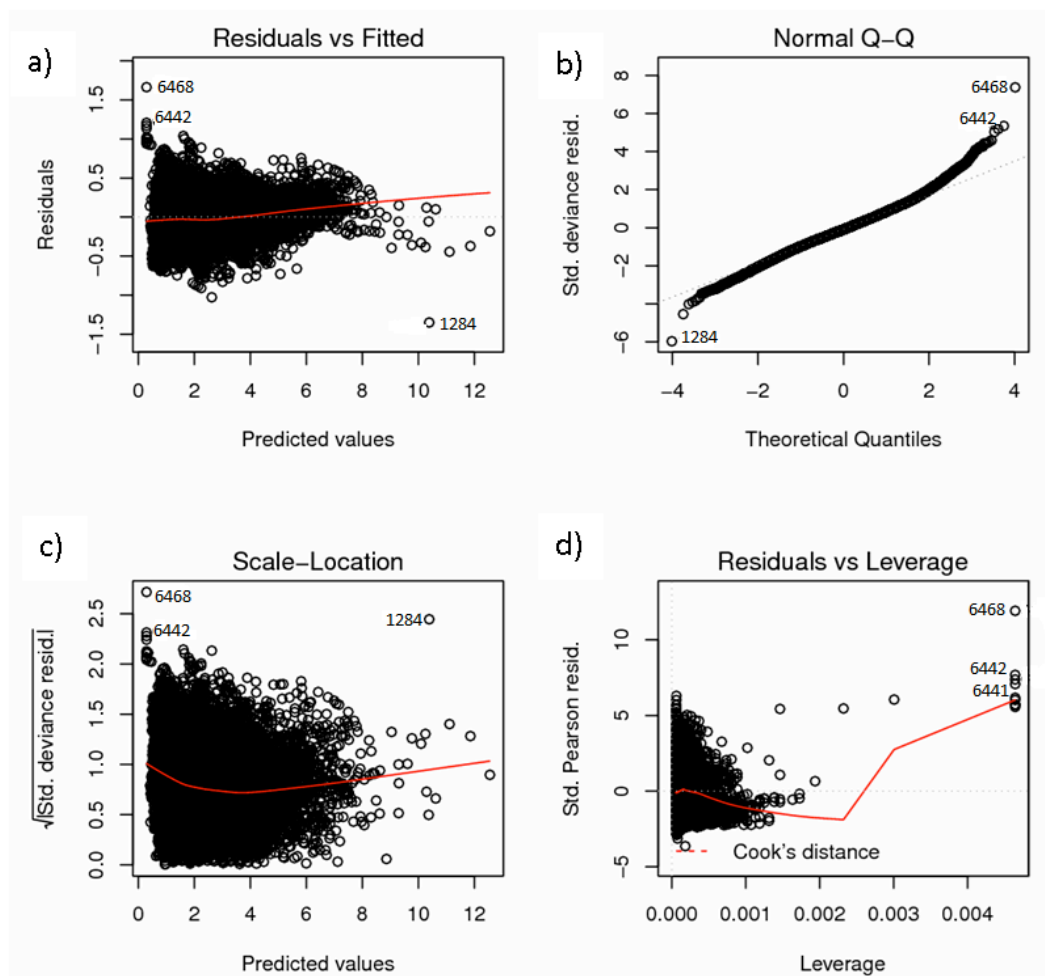 a)
Residuals vs Fitted
6468
6442
1284
1.5
0.5
−0.5
−1.5
Residuals
0 2 4 6 8 10 12
Predicted values
b)
Normal Q−Q
6468
6442
1284
8
6
4
2
0
−2
−4
−6
Std. deviance resid.
−4 −2 0 2 4
Theoretical Quantiles
c)
Scale−Location
6468
1284
6442
2.5
2.0
1.5
1.0
0.5
0.0
√|Std. deviance resid.|
0 2 4 6 8 10 12
Predicted values
d)
Residuals vs Leverage
6468
6442
6441
10
5
0
−5
Std. Pearson resid.
Cook's distance
0.000 0.001 0.002 0.003 0.004
Leverage